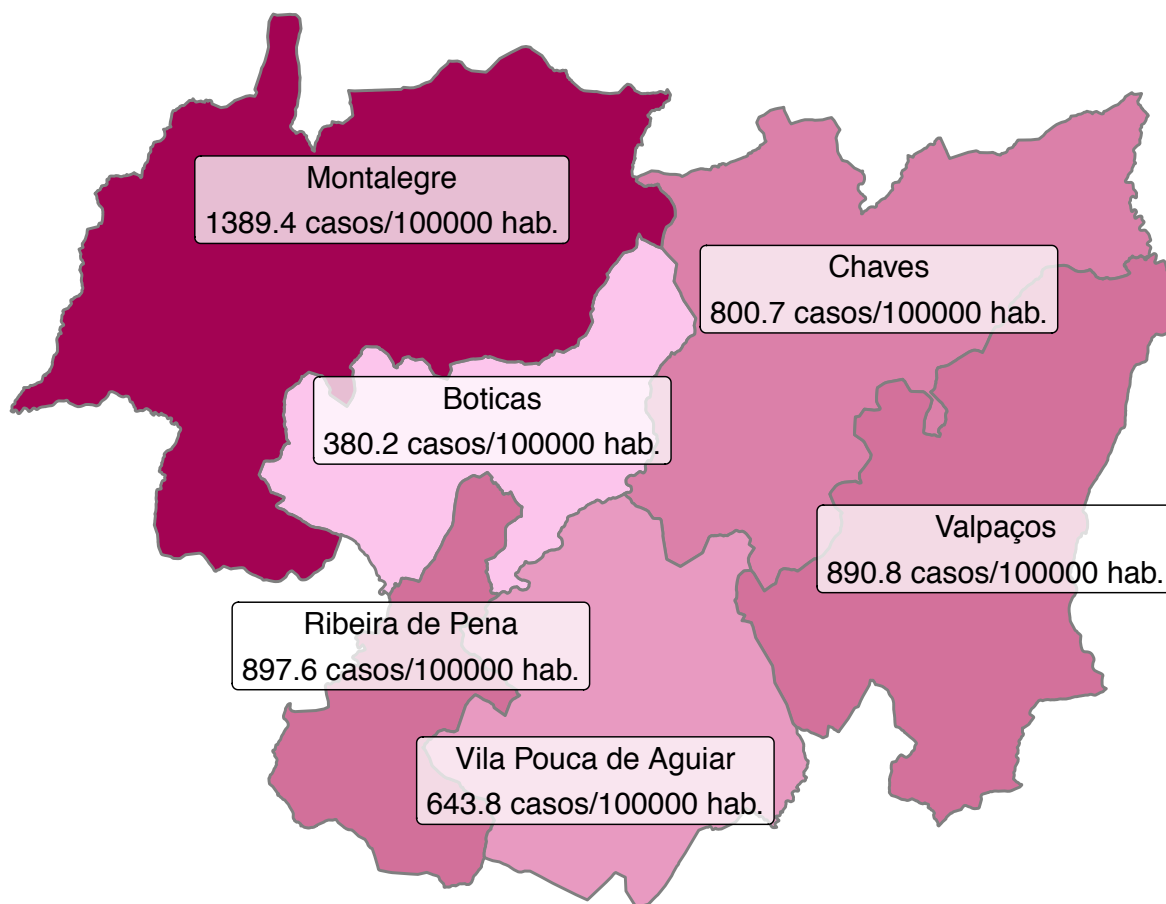 Montalegre
1389.4 casos/100000 hab.
Chaves
800.7 casos/100000 hab.
Boticas
380.2 casos/100000 hab.
Valpaços
890.8 casos/100000 hab.
Ribeira de Pena
897.6 casos/100000 hab.
Vila Pouca de Aguiar
643.8 casos/100000 hab.